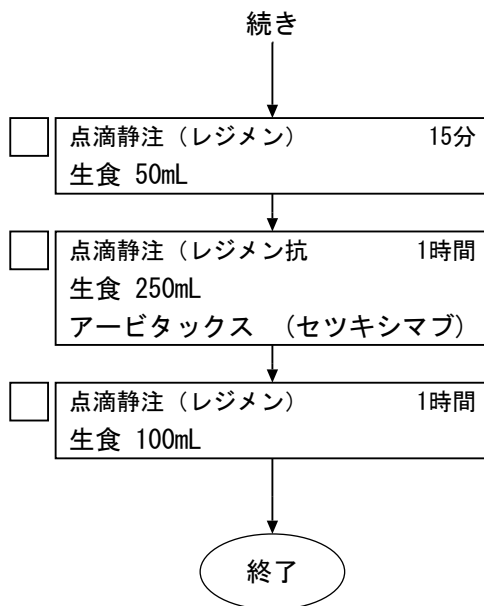 続き
点滴静注（レジメン） 15分
生食 50mL
点滴静注（レジメン抗 1時間
生食 250mL
アービタックス （セツキシマブ）
点滴静注（レジメン） 1時間
生食 100mL
終了